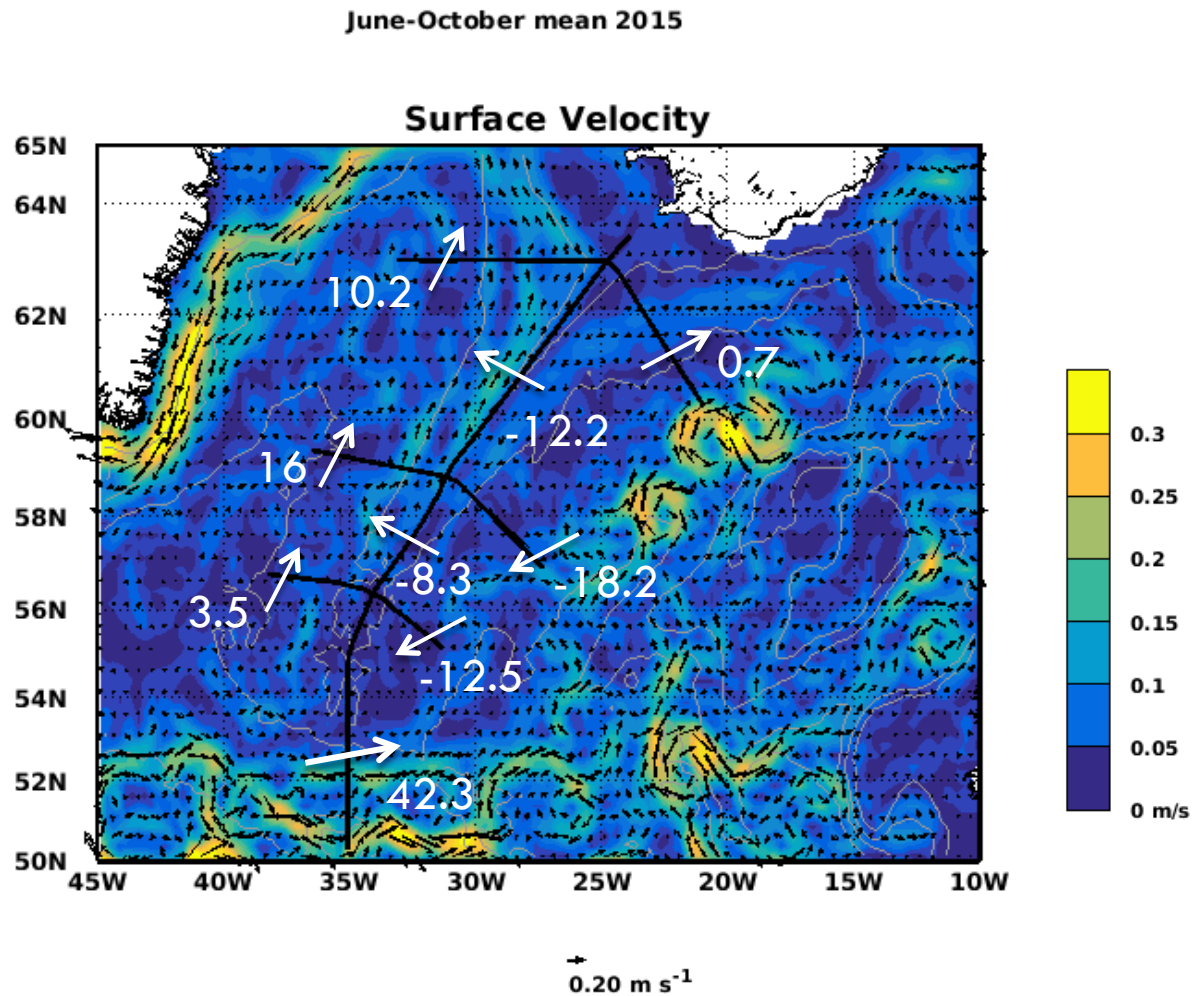 June-October mean 2015
Surface Velocity
65N
64N
62N
60N
58N
56N
54N
52N
50N
45W 40W 35W 30W 25W 20W 15W 10W
10.2
0.7
-12.2
16
-8.3
-18.2
3.5
-12.5
42.3
0.3
0.25
0.2
0.15
0.1
0.05
0 m/s
0.20 m s⁻¹